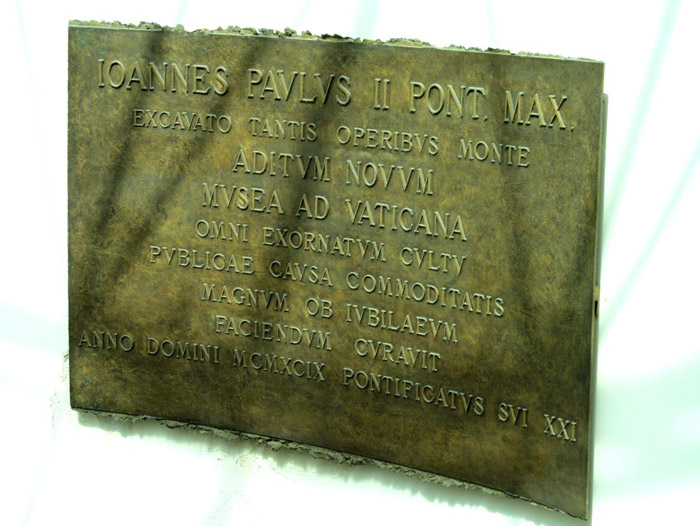 IOANNES PAVLVS II PONT. MAX.
EXCAVATO TANTIS OPERIBVS MONTE
ADITVM NOVVM
MVSEA AD VATICANA
OMNI EXORNATVM CVLTV
PVBLICAE CAVSA COMMODITATIS
MAGNVM OB IVBILAEVM
FACIENDVM CVRAVIT
ANNO DOMINI MCMXCIX PONTIFICATVS SVI XXI